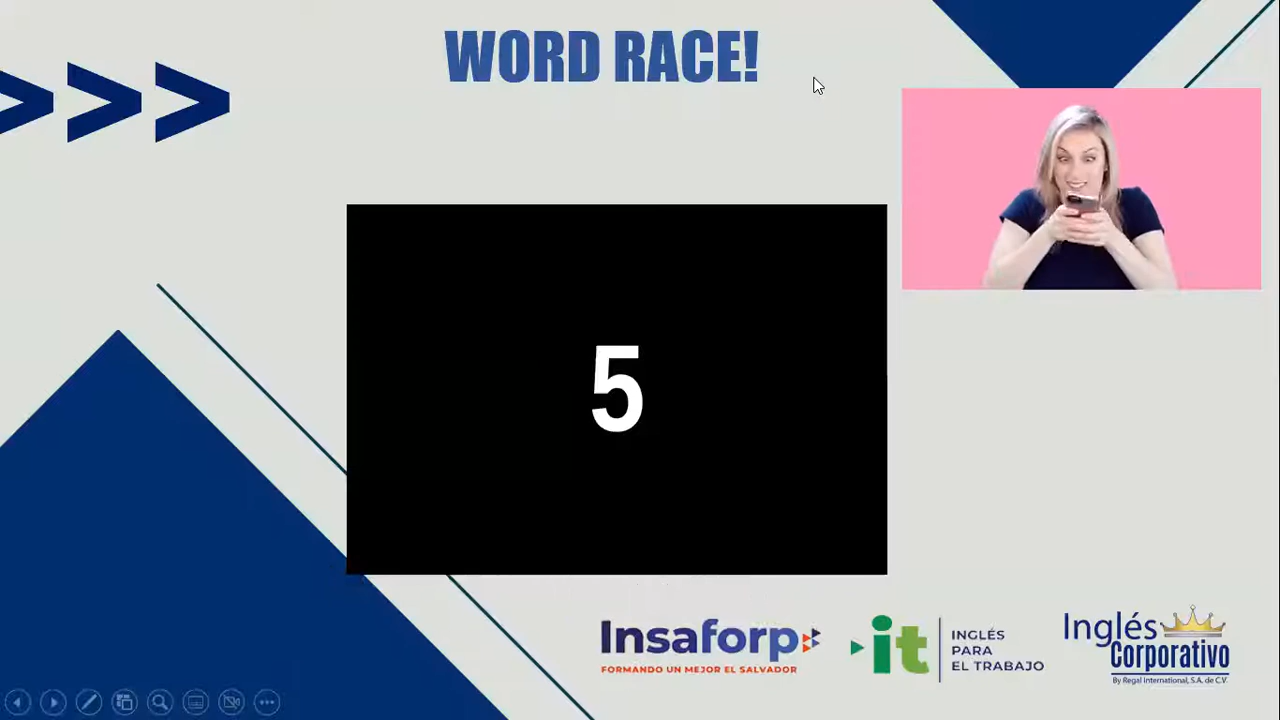 WORD RACE!
5
Insaforp
FORMANDO UN MEJOR EL SALVADOR
it
INGLÉS
PARA
EL TRABAJO
Inglés
Corporativo
By Regal International, S.A. de C.V.